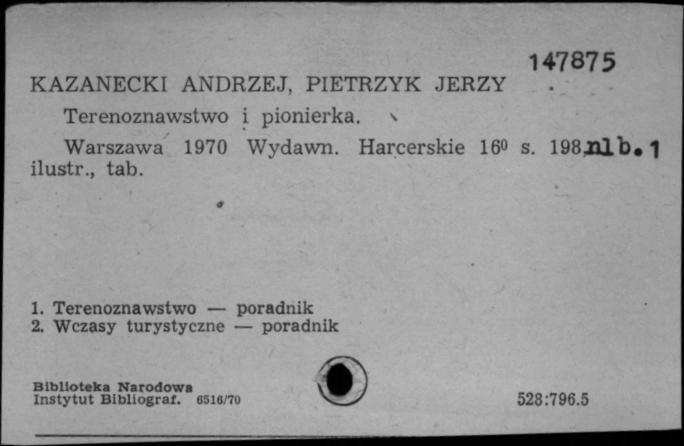 147875
KAZANECKI ANDRZEJ, PIETRZYK JERZY
Terenoznawstwo i pionierka.
Warszawa 1970 Wydawn. Harcerskie 16⁰ s. 198,nlb.1
ilustr., tab.
1. Terenoznawstwo — poradnik
2. Wczasy turystyczne — poradnik
Biblioteka Narodowa
Instytut Bibliograf. 6516/70
528:796.5